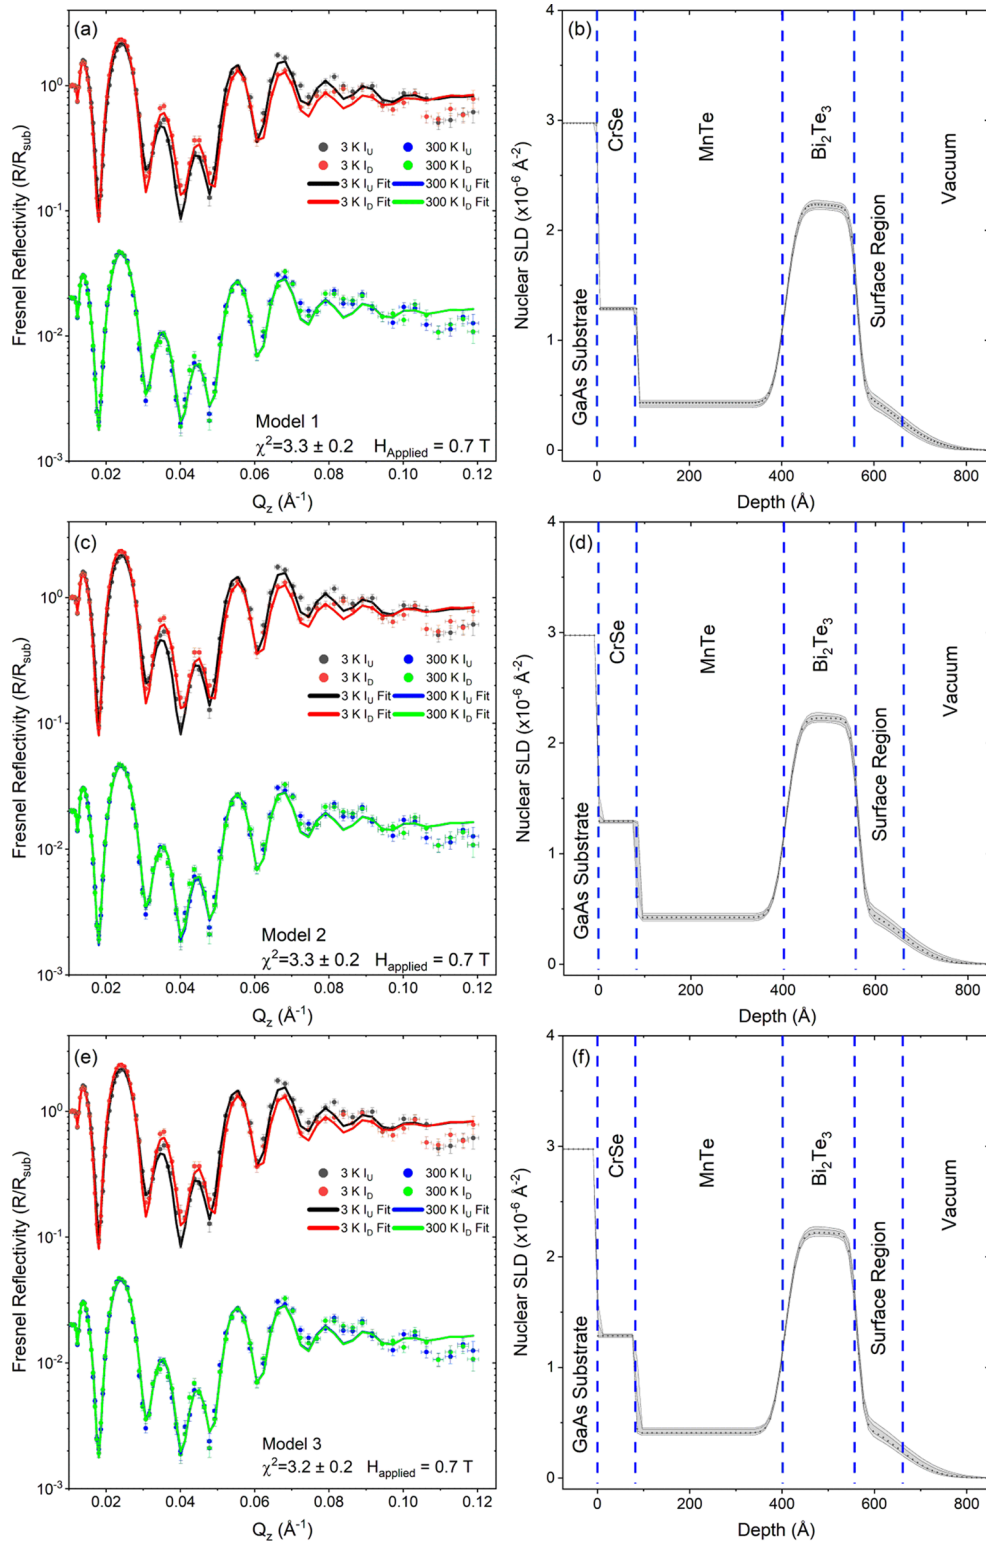 (a)
Fresnel Reflectivity (R/R_sub)
10^0
10^-1
10^-2
10^-3
3 K I_U
300 K I_U
3 K I_D
300 K I_D
3 K I_U Fit
300 K I_U Fit
3 K I_D Fit
300 K I_D Fit
Model 1
χ²=3.3 ± 0.2 H_Applied = 0.7 T
0.02 0.04 0.06 0.08 0.10 0.12
Q_z (Å^-1)
(b)
Nuclear SLD (x10^-6 Å^-2)
4
3
2
1
0
GaAs Substrate
CrSe
MnTe
Bi₂Te₃
Surface Region
Vacuum
0 200 400 600 800
Depth (Å)
(c)
Fresnel Reflectivity (R/R_sub)
10^0
10^-1
10^-2
10^-3
3 K I_U
300 K I_U
3 K I_D
300 K I_D
3 K I_U Fit
300 K I_U Fit
3 K I_D Fit
300 K I_D Fit
Model 2
χ²=3.3 ± 0.2 H_applied = 0.7 T
0.02 0.04 0.06 0.08 0.10 0.12
Q_z (Å^-1)
(d)
Nuclear SLD (x10^-6 Å^-2)
4
3
2
1
0
GaAs Substrate
CrSe
MnTe
Bi₂Te₃
Surface Region
Vacuum
0 200 400 600 800
Depth (Å)
(e)
Fresnel Reflectivity (R/R_sub)
10^0
10^-1
10^-2
10^-3
3 K I_U
300 K I_U
3 K I_D
300 K I_D
3 K I_U Fit
300 K I_U Fit
3 K I_D Fit
300 K I_D Fit
Model 3
χ²=3.2 ± 0.2 H_applied = 0.7 T
0.02 0.04 0.06 0.08 0.10 0.12
Q_z (Å^-1)
(f)
Nuclear SLD (x10^-6 Å^-2)
4
3
2
1
0
GaAs Substrate
CrSe
MnTe
Bi₂Te₃
Surface Region
Vacuum
0 200 400 600 800
Depth (Å)